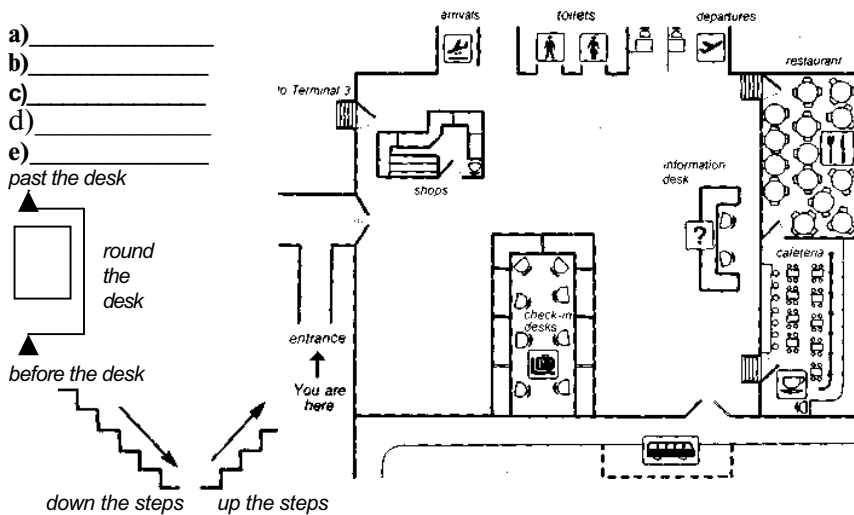 a)
b)
c)
d)
e)
past the desk
round
the
desk
before the desk
down the steps
up the steps
arrivals
toilets
departures
restaurant
to Terminal 3
shops
information
desk
?
cafeteria
check-in
desks
entrance
You are
here